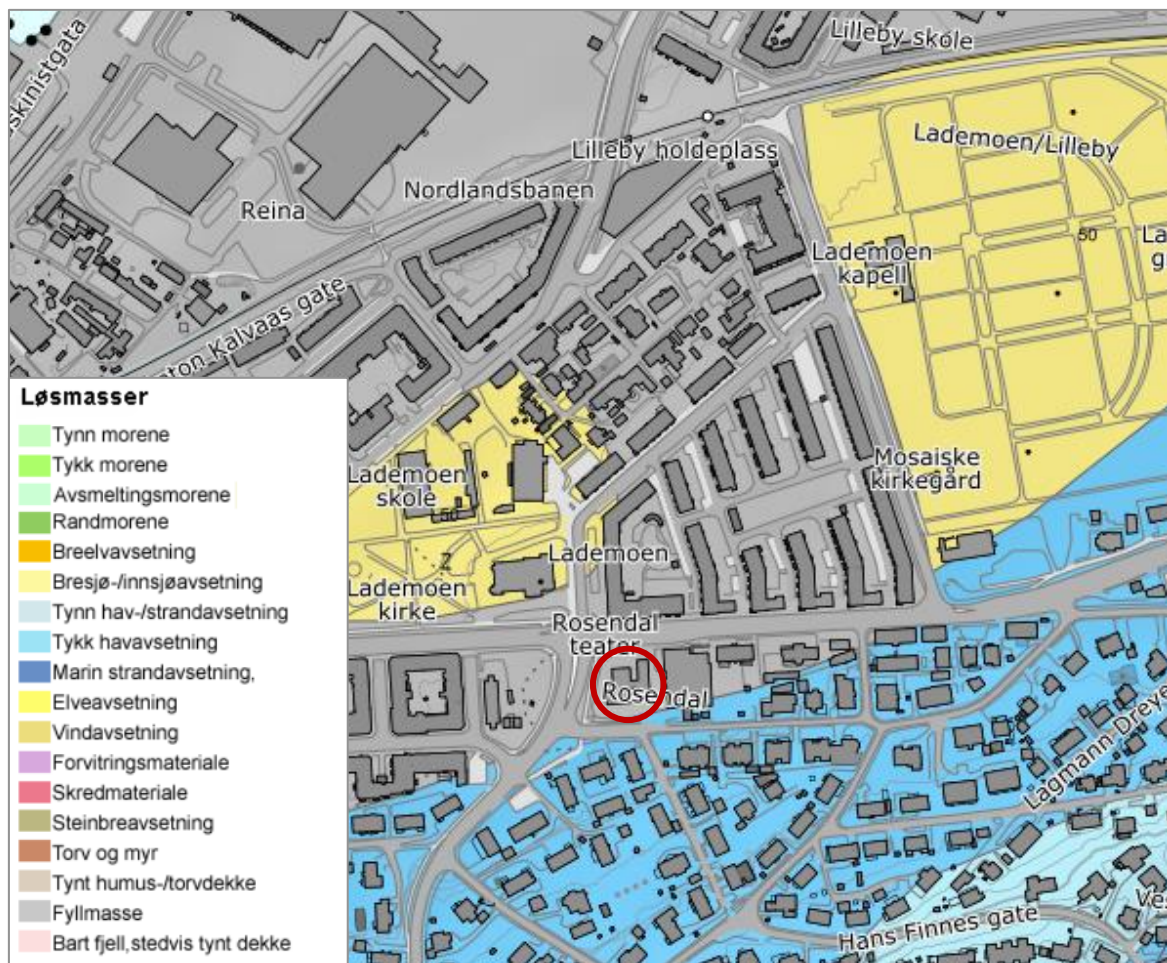 Lilleby skole
skinistgata
Lademoen/Lilleby
Lilleby holdeplass
Nordlandsbanen
Reina
50
Lademoen
kapell
ton Kalvaas gate
Løsmasser
Tynn morene
Tykk morene
Avsmeltingsmorene
Randmorene
Breelvavsetning
Bresjø-/innsjøavsetning
Tynn hav-/strandavsetning
Tykk havavsetning
Marin strandavsetning,
Elveavsetning
Vindavsetning
Forvitringsmateriale
Skredmateriale
Steinbreavsetning
Torv og myr
Tynt humus-/torvdekke
Fyllmasse
Bart fjell,stedvis tynt dekke
Mosaiske
kirkegård
Lademoen
skole
Lademoen
Lademoen
kirke
Rosendal
teater
Rosendal
Lagmann Dreye
Hans Finnes gate